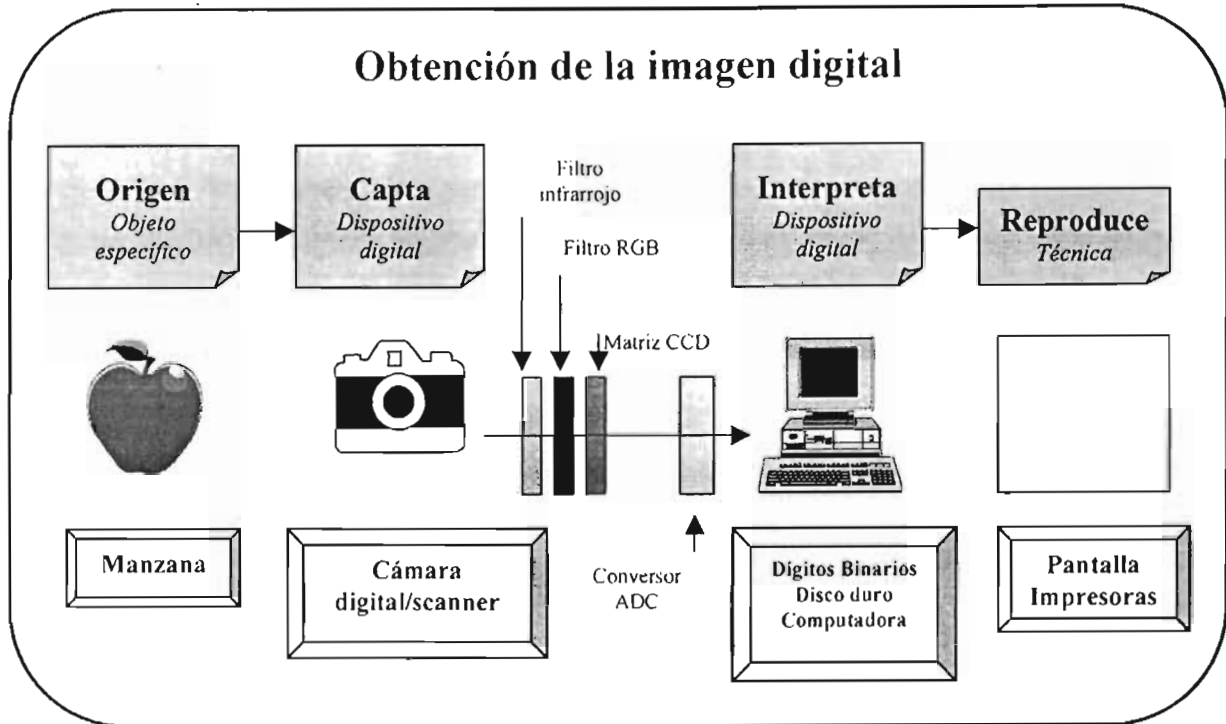 Obtención de la imagen digital
Origen
Objeto
específico
Capta
Dispositivo
digital
Filtro
infrarrojo
Filtro RGB
Matriz CCD
Interpreta
Dispositivo
digital
Reproduce
Técnica
Manzana
Cámara
digital/scanner
Conversor
ADC
Digitos Binarios
Disco duro
Computadora
Pantalla
Impresoras